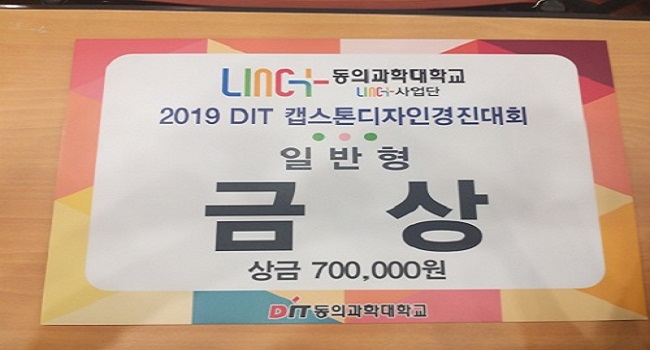 LINC+ 동의과학대학교
LINC+사업단
2019 DIT 캡스톤디자인경진대회
일반형
금 상
상금 700,000원
DIT 동의과학대학교